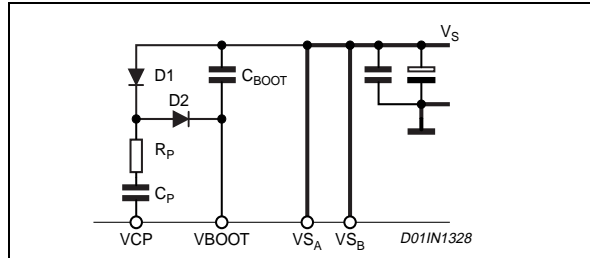 V_S
D1
C_BOOT
D2
R_P
C_P
VCP VBOOT VS_A VS_B D01IN1328